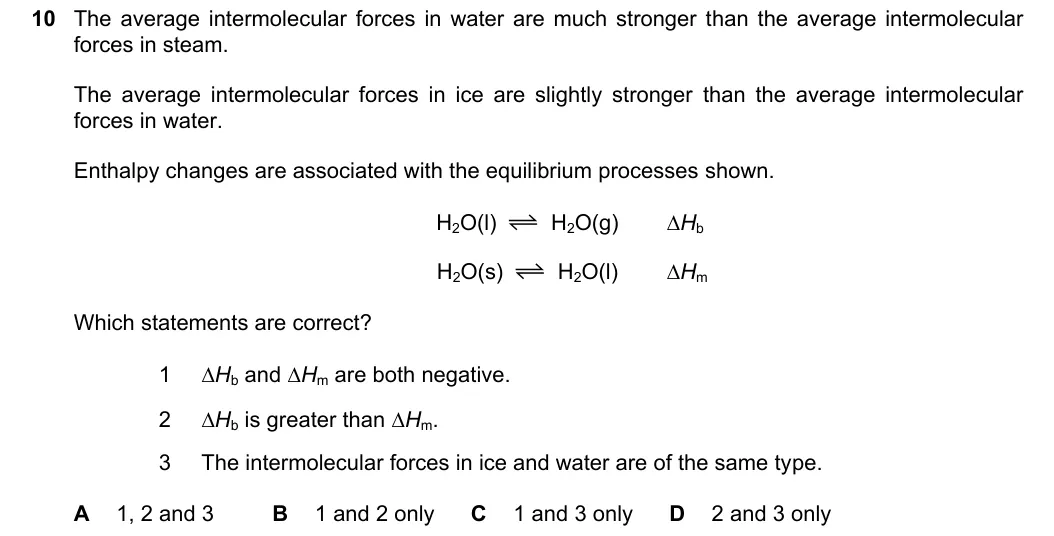 10 The average intermolecular forces in water are much stronger than the average intermolecular
forces in steam.
The average intermolecular forces in ice are slightly stronger than the average intermolecular
forces in water.
Enthalpy changes are associated with the equilibrium processes shown.
H₂O(l) ⇌ H₂O(g) ΔH_b
H₂O(s) ⇌ H₂O(l) ΔH_m
Which statements are correct?
1 ΔH_b and ΔH_m are both negative.
2 ΔH_b is greater than ΔH_m.
3 The intermolecular forces in ice and water are of the same type.
A 1, 2 and 3 B 1 and 2 only C 1 and 3 only D 2 and 3 only